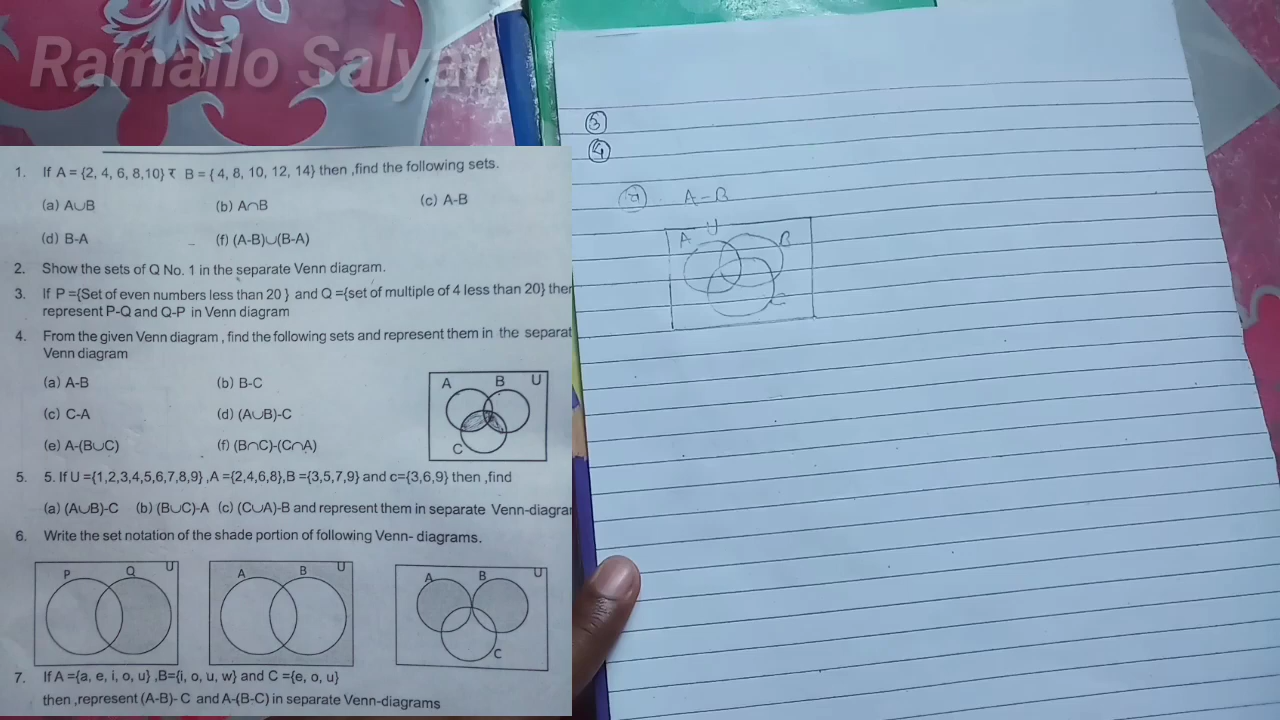 Ramailo Salyan
1. If A = {2, 4, 6, 8,10} र B = { 4, 8, 10, 12, 14} then ,find the following sets.
(a) A∪B (b) A∩B (c) A-B
(d) B-A (f) (A-B)∪(B-A)
2. Show the sets of Q No. 1 in the separate Venn diagram.
3. If P ={Set of even numbers less than 20 } and Q ={set of multiple of 4 less than 20} then
represent P-Q and Q-P in Venn diagram
4. From the given Venn diagram , find the following sets and represent them in the separat
Venn diagram
(a) A-B (b) B-C
(c) C-A (d) (A∪B)-C
(e) A-(B∪C) (f) (B∩C)-(C∩A)
A B U
C
5. 5. If U ={1,2,3,4,5,6,7,8,9} ,A ={2,4,6,8},B ={3,5,7,9} and c={3,6,9} then ,find
(a) (A∪B)-C (b) (B∪C)-A (c) (C∪A)-B and represent them in separate Venn-diagra
6. Write the set notation of the shade portion of following Venn- diagrams.
P Q U A B U A B U
C
7. If A ={a, e, i, o, u} ,B={i, o, u, w} and C ={e, o, u}
then ,represent (A-B)- C and A-(B-C) in separate Venn-diagrams
3
4
A-B
A U B
C